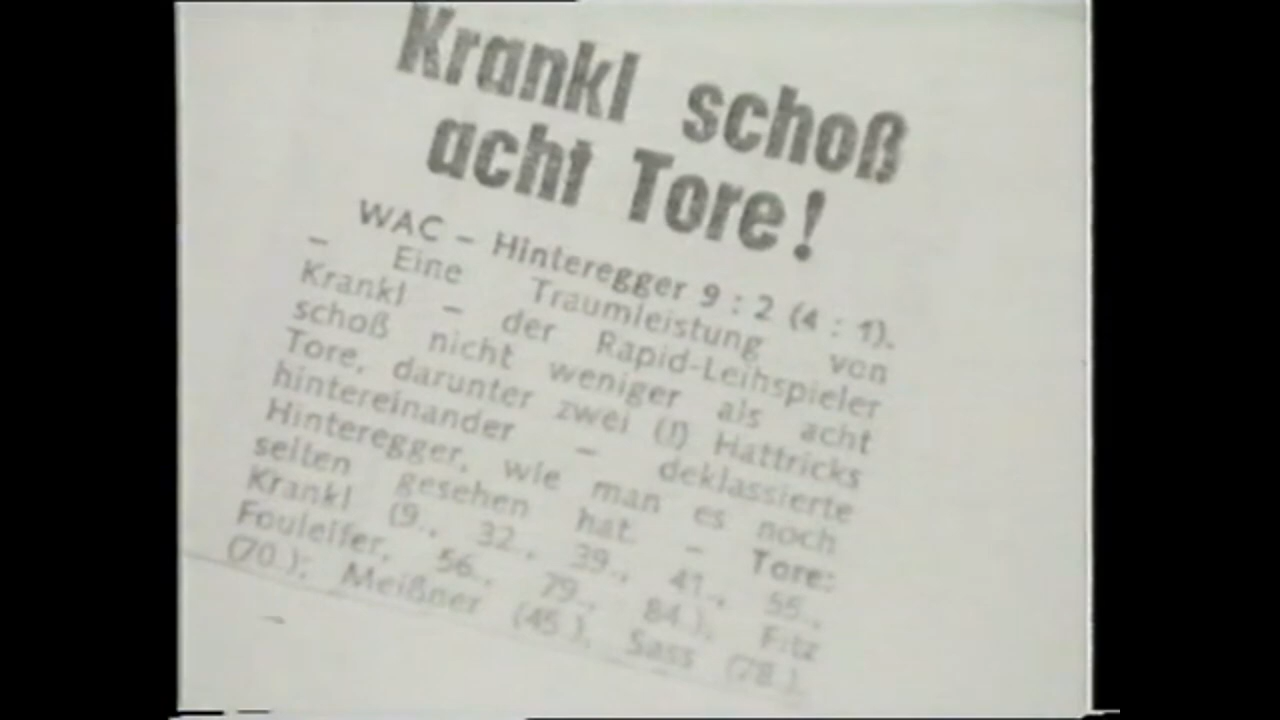 Krankl schoß
acht Tore!
WAC – Hinteregger 9 : 2 (4 : 1).
– Eine Traumleistung von
Krankl – der Rapid-Leihspieler
schoß nicht weniger als acht
Tore, darunter zwei (!) Hattricks
hintereinander – deklassierte
Hinteregger, wie man es noch
selten gesehen hat. – Tore:
Krankl (9., 32., 39., 41., 55.,
Foulelfer, 56., 79., 84.); Fitz
(70.); Meißner (45.), Sass (78.).